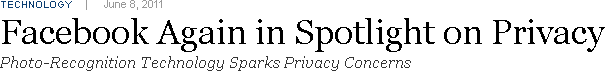 TECHNOLOGY | June 8, 2011
Facebook Again in Spotlight on Privacy
Photo-Recognition Technology Sparks Privacy Concerns